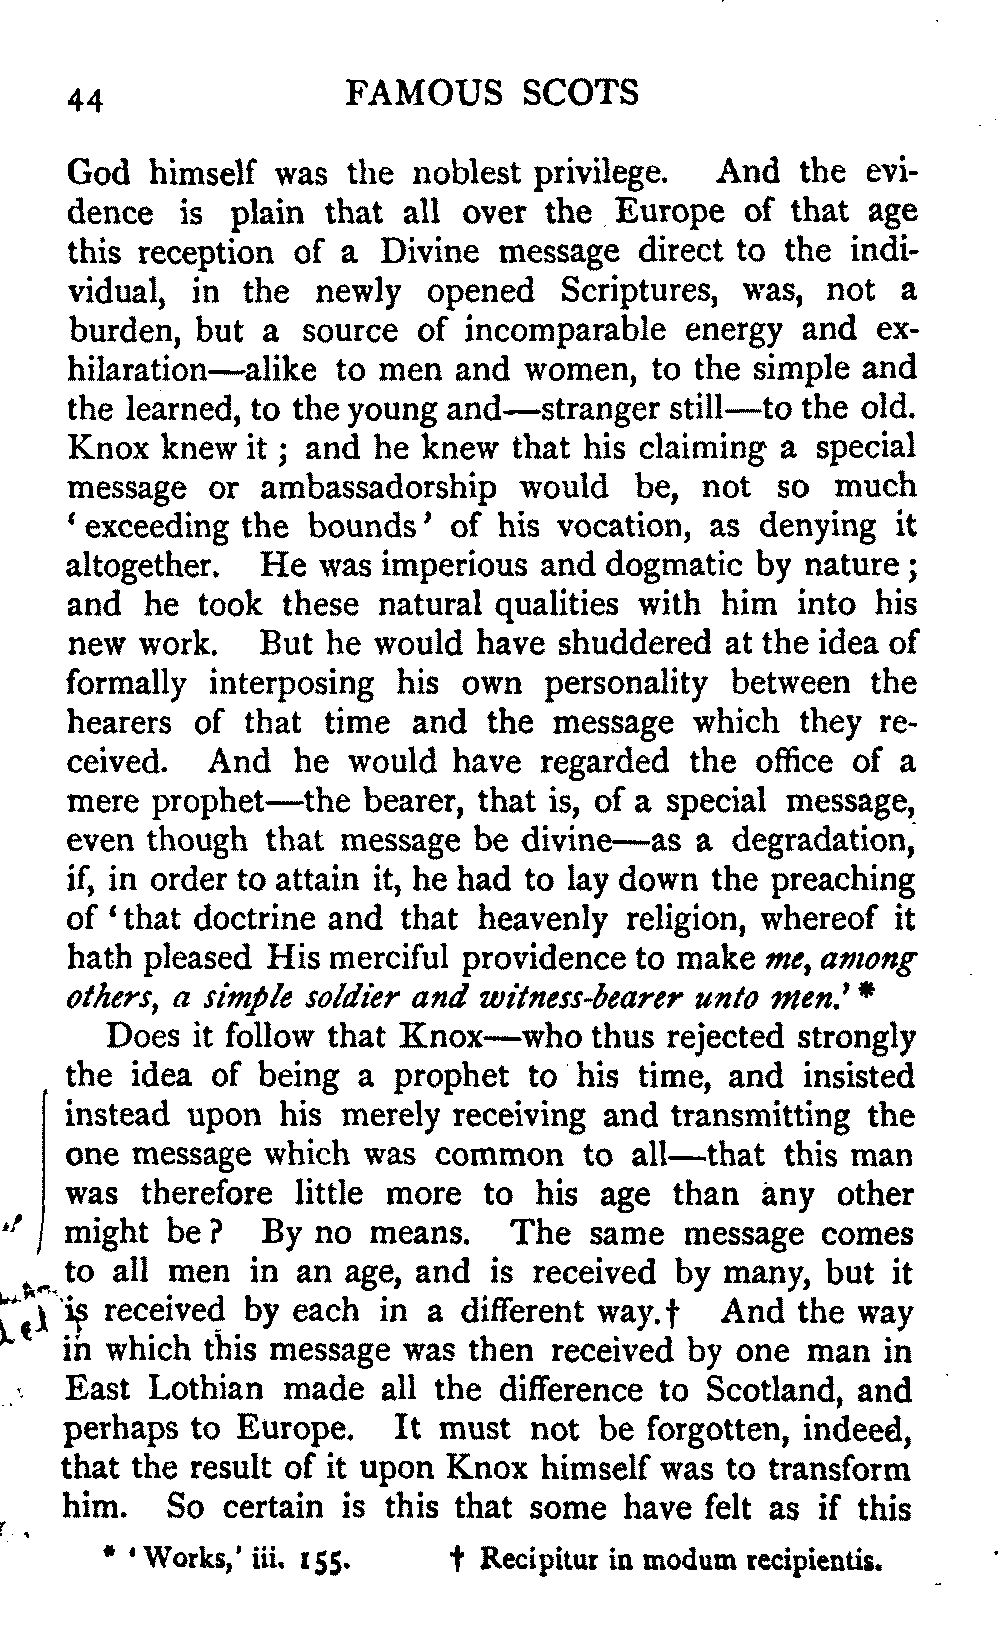 44 FAMOUS SCOTS
God himself was the noblest privilege. And the evi-
dence is plain that all over the Europe of that age
this reception of a Divine message direct to the indi-
vidual, in the newly opened Scriptures, was, not a
burden, but a source of incomparable energy and ex-
hilaration—alike to men and women, to the simple and
the learned, to the young and—stranger still—to the old.
Knox knew it ; and he knew that his claiming a special
message or ambassadorship would be, not so much
‘ exceeding the bounds ’ of his vocation, as denying it
altogether. He was imperious and dogmatic by nature ;
and he took these natural qualities with him into his
new work. But he would have shuddered at the idea of
formally interposing his own personality between the
hearers of that time and the message which they re-
ceived. And he would have regarded the office of a
mere prophet—the bearer, that is, of a special message,
even though that message be divine—as a degradation,
if, in order to attain it, he had to lay down the preaching
of ‘ that doctrine and that heavenly religion, whereof it
hath pleased His merciful providence to make me, among
others, a simple soldier and witness-bearer unto men.’ *
Does it follow that Knox—who thus rejected strongly
the idea of being a prophet to his time, and insisted
instead upon his merely receiving and transmitting the
one message which was common to all—that this man
was therefore little more to his age than any other
might be ? By no means. The same message comes
to all men in an age, and is received by many, but it
is received by each in a different way.† And the way
in which this message was then received by one man in
East Lothian made all the difference to Scotland, and
perhaps to Europe. It must not be forgotten, indeed,
that the result of it upon Knox himself was to transform
him. So certain is this that some have felt as if this
* ‘ Works,’ iii. 155. † Recipitur in modum recipientis.